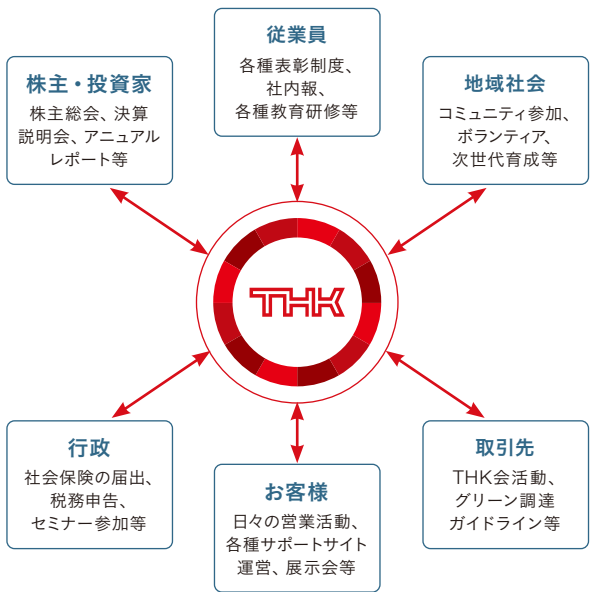 従業員
各種表彰制度、
社内報、
各種教育研修等
株主・投資家
株主総会、決算
説明会、アニュアル
レポート等
地域社会
コミュニティ参加、
ボランティア、
次世代育成等
THK
行政
社会保険の届出、
税務申告、
セミナー参加等
お客様
日々の営業活動、
各種サポートサイト
運営、展示会等
取引先
THK会活動、
グリーン調達
ガイドライン等